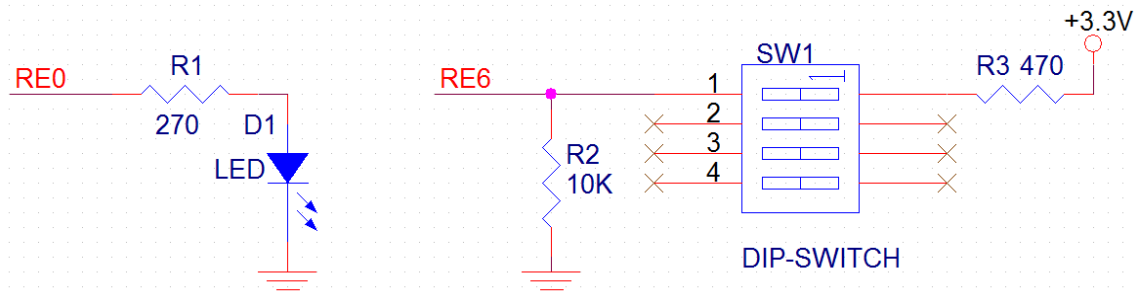 +3.3V
SW1
R1
R3 470
RE0
RE6
1
270
D1
2
R2
3
LED
10K
4
DIP-SWITCH